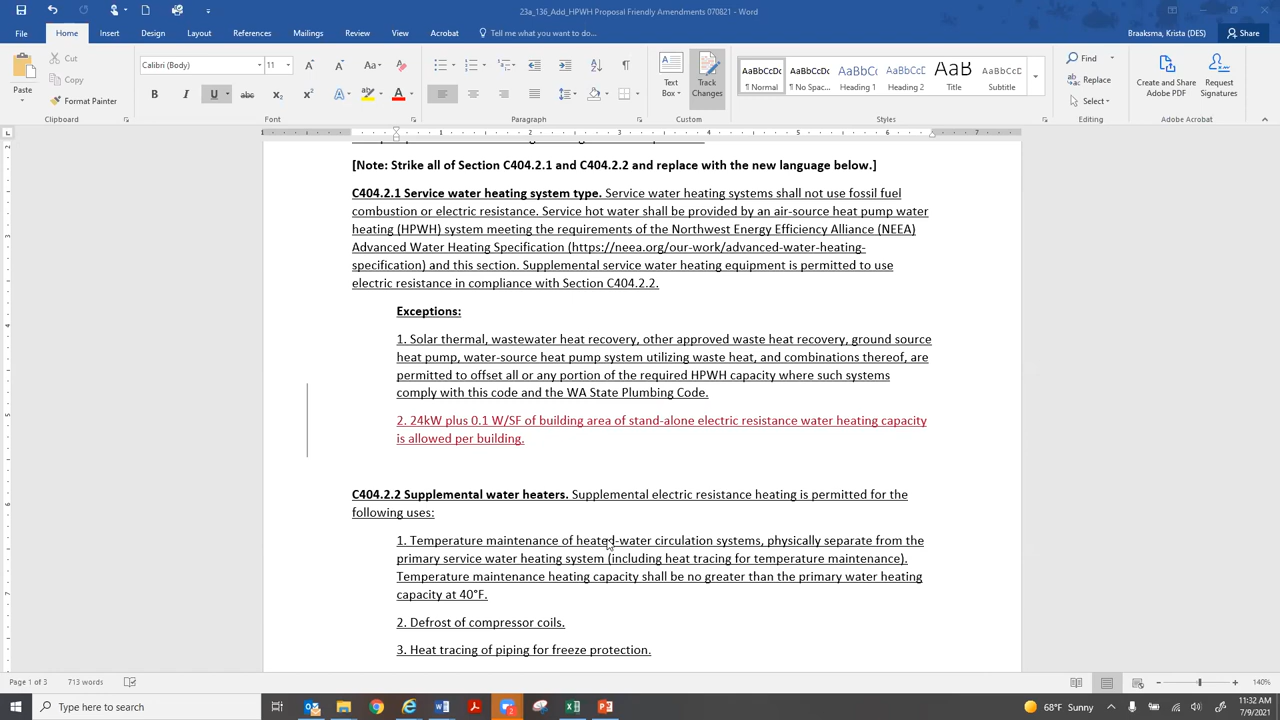 23a_136_Add_HPWH Proposal Friendly Amendments 070821 - Word
Braaksma, Krista (DES)
File Home Insert Design Layout References Mailings Review View Acrobat Tell me what you want to do... Share
Cut
Copy
Format Painter
Paste
Calibri (Body) 11
Text Box
Track Changes
AaBbCcDc ¶ Normal
AaBbCcDc ¶ No Spac...
AaBbCc Heading 1
AaBbCcD Heading 2
AaB Title
AaBbCcD Subtitle
Find
Replace
Select
Create and Share Adobe PDF
Request Signatures
Clipboard Font Paragraph Custom Styles Editing Adobe Acrobat
[Note: Strike all of Section C404.2.1 and C404.2.2 and replace with the new language below.]
C404.2.1 Service water heating system type. Service water heating systems shall not use fossil fuel
combustion or electric resistance. Service hot water shall be provided by an air-source heat pump water
heating (HPWH) system meeting the requirements of the Northwest Energy Efficiency Alliance (NEEA)
Advanced Water Heating Specification (https://neea.org/our-work/advanced-water-heating-
specification) and this section. Supplemental service water heating equipment is permitted to use
electric resistance in compliance with Section C404.2.2.
Exceptions:
1. Solar thermal, wastewater heat recovery, other approved waste heat recovery, ground source
heat pump, water-source heat pump system utilizing waste heat, and combinations thereof, are
permitted to offset all or any portion of the required HPWH capacity where such systems
comply with this code and the WA State Plumbing Code.
2. 24kW plus 0.1 W/SF of building area of stand-alone electric resistance water heating capacity
is allowed per building.
C404.2.2 Supplemental water heaters. Supplemental electric resistance heating is permitted for the
following uses:
1. Temperature maintenance of heated-water circulation systems, physically separate from the
primary service water heating system (including heat tracing for temperature maintenance).
Temperature maintenance heating capacity shall be no greater than the primary water heating
capacity at 40°F.
2. Defrost of compressor coils.
3. Heat tracing of piping for freeze protection.
Page 1 of 3 713 words 140%
Type here to search
68°F Sunny
11:32 AM
7/9/2021